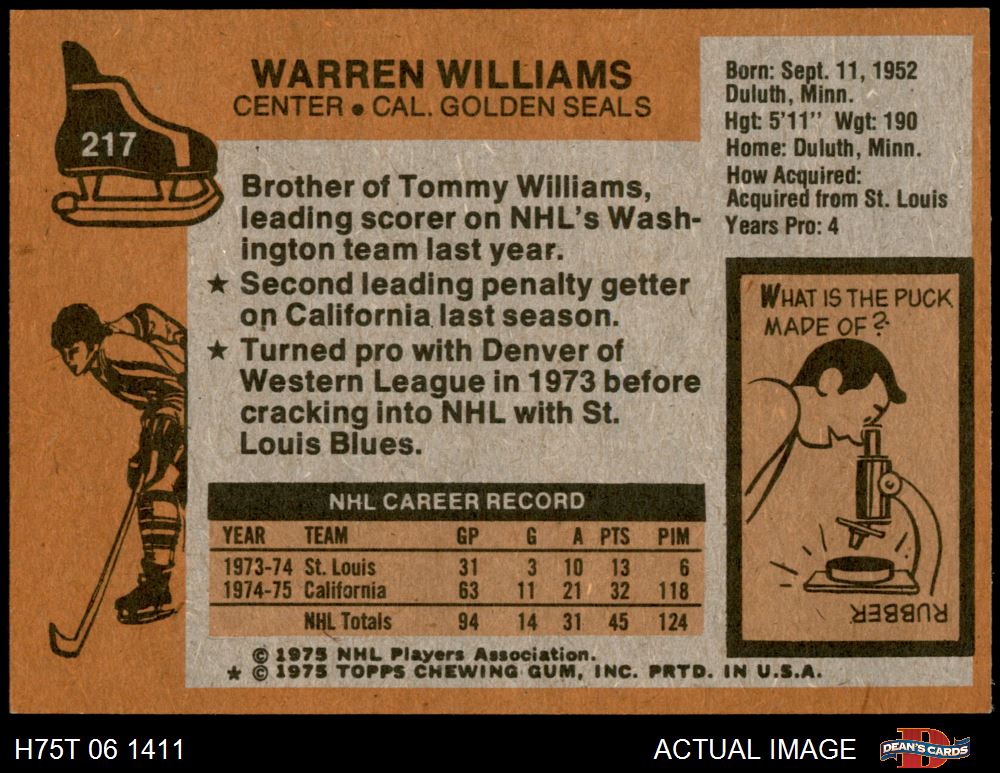 217
WARREN WILLIAMS
CENTER • CAL. GOLDEN SEALS
Born: Sept. 11, 1952
Duluth, Minn.
Hgt: 5'11" Wgt: 190
Home: Duluth, Minn.
How Acquired:
Acquired from St. Louis
Years Pro: 4
Brother of Tommy Williams,
leading scorer on NHL's Wash-
ington team last year.
★ Second leading penalty getter
on California last season.
★ Turned pro with Denver of
Western League in 1973 before
cracking into NHL with St.
Louis Blues.
WHAT IS THE PUCK
MADE OF?
RUBBER
NHL CAREER RECORD
YEAR TEAM GP G A PTS PIM
1973-74 St. Louis 31 3 10 13 6
1974-75 California 63 11 21 32 118
NHL Totals 94 14 31 45 124
© 1975 NHL Players Association.
★ © 1975 TOPPS CHEWING GUM, INC. PRTD. IN U.S.A.
H75T 06 1411
ACTUAL IMAGE
DEAN'S CARDS